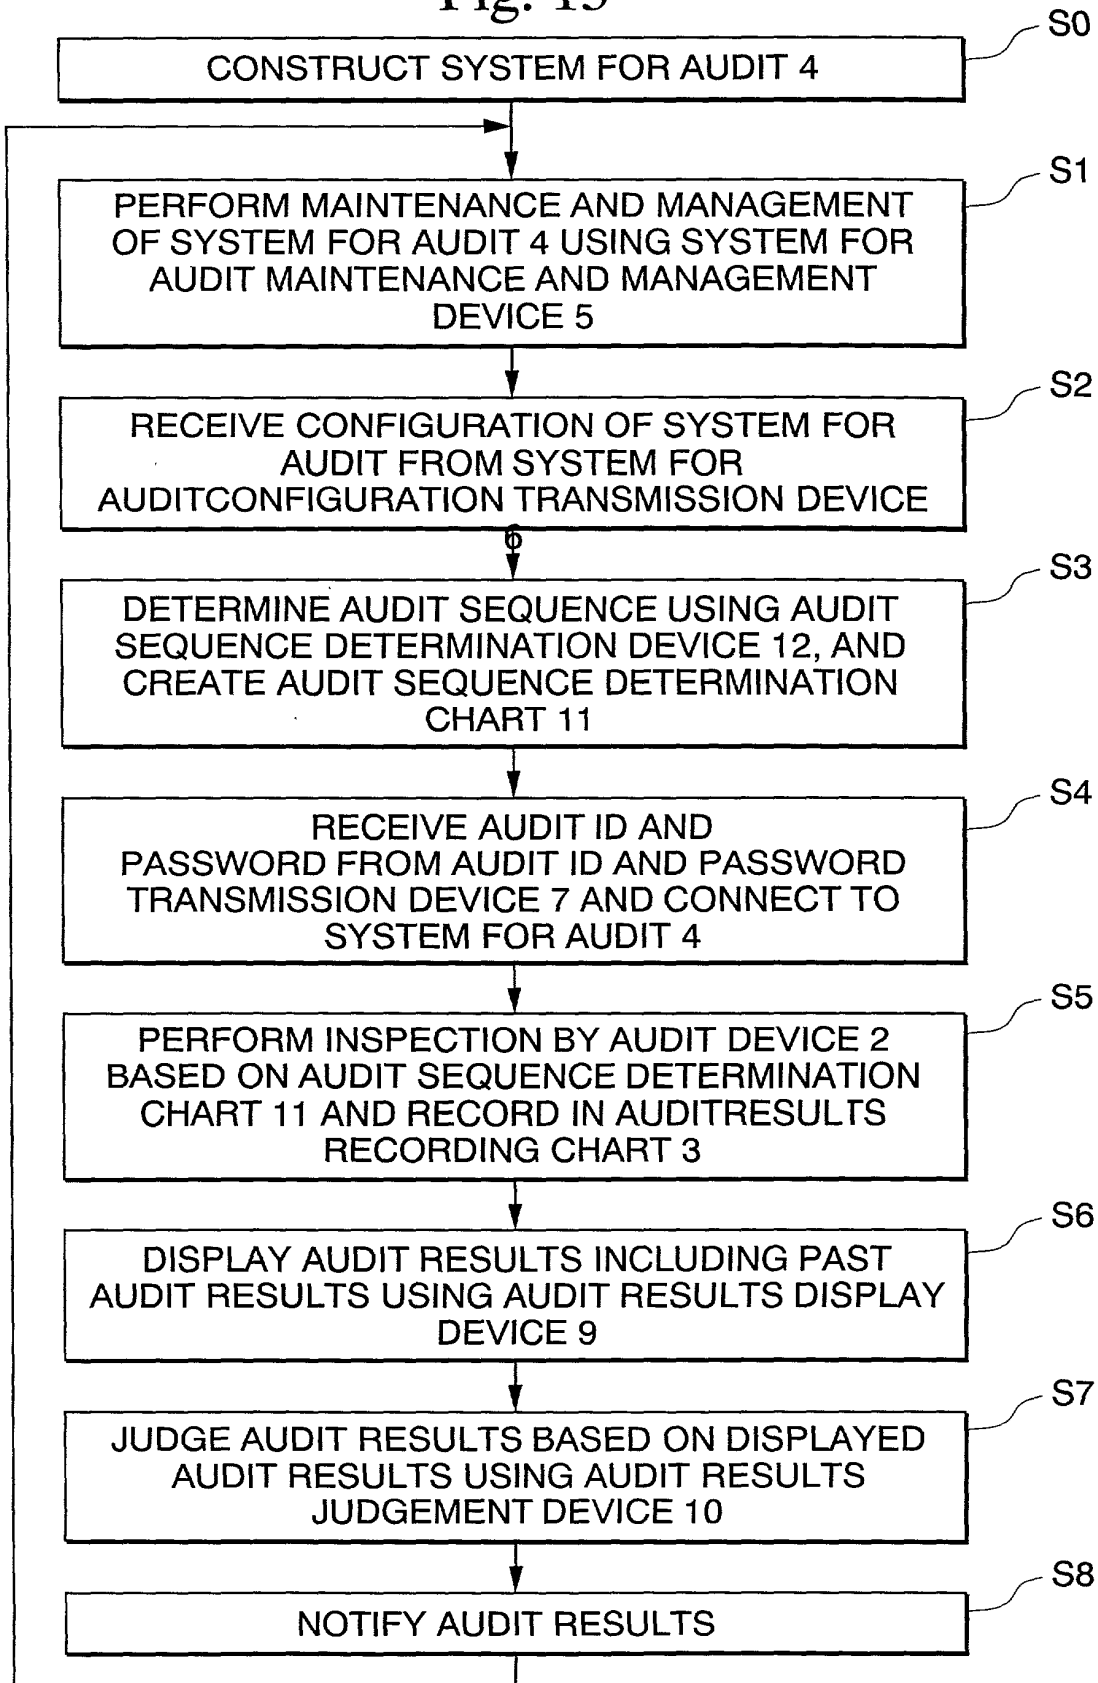 Fig. 13
S0
CONSTRUCT SYSTEM FOR AUDIT 4
S1
PERFORM MAINTENANCE AND MANAGEMENT
OF SYSTEM FOR AUDIT 4 USING SYSTEM FOR
AUDIT MAINTENANCE AND MANAGEMENT
DEVICE 5
S2
RECEIVE CONFIGURATION OF SYSTEM FOR
AUDIT FROM SYSTEM FOR
AUDITCONFIGURATION TRANSMISSION DEVICE
6
S3
DETERMINE AUDIT SEQUENCE USING AUDIT
SEQUENCE DETERMINATION DEVICE 12, AND
CREATE AUDIT SEQUENCE DETERMINATION
CHART 11
S4
RECEIVE AUDIT ID AND
PASSWORD FROM AUDIT ID AND PASSWORD
TRANSMISSION DEVICE 7 AND CONNECT TO
SYSTEM FOR AUDIT 4
S5
PERFORM INSPECTION BY AUDIT DEVICE 2
BASED ON AUDIT SEQUENCE DETERMINATION
CHART 11 AND RECORD IN AUDITRESULTS
RECORDING CHART 3
S6
DISPLAY AUDIT RESULTS INCLUDING PAST
AUDIT RESULTS USING AUDIT RESULTS DISPLAY
DEVICE 9
S7
JUDGE AUDIT RESULTS BASED ON DISPLAYED
AUDIT RESULTS USING AUDIT RESULTS
JUDGEMENT DEVICE 10
S8
NOTIFY AUDIT RESULTS